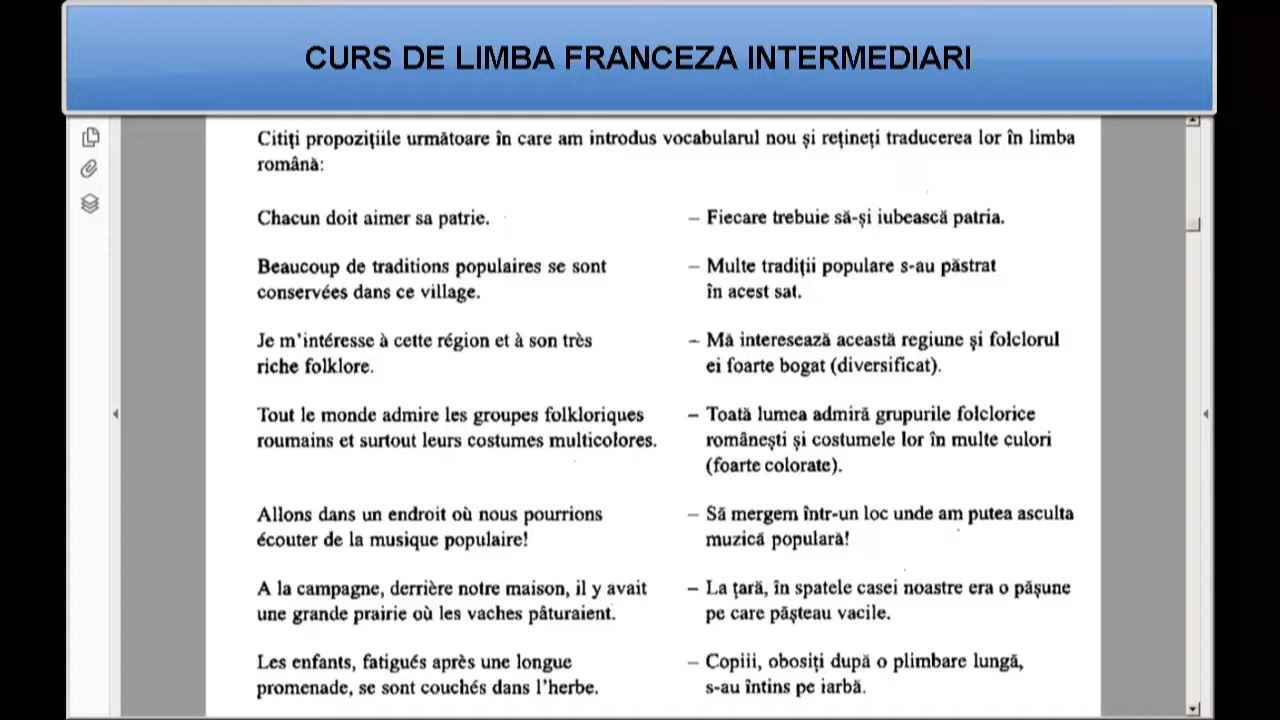 CURS DE LIMBA FRANCEZA INTERMEDIARI
Citiți propozițiile următoare în care am introdus vocabularul nou și rețineți traducerea lor în limba
română:
Chacun doit aimer sa patrie.
– Fiecare trebuie să-și iubească patria.
Beaucoup de traditions populaires se sont
conservées dans ce village.
– Multe tradiții populare s-au păstrat
în acest sat.
Je m'intéresse à cette région et à son très
riche folklore.
– Mă interesează această regiune și folclorul
ei foarte bogat (diversificat).
Tout le monde admire les groupes folkloriques
roumains et surtout leurs costumes multicolores.
– Toată lumea admiră grupurile folclorice
românești și costumele lor în multe culori
(foarte colorate).
Allons dans un endroit où nous pourrions
écouter de la musique populaire!
– Să mergem într-un loc unde am putea asculta
muzică populară!
A la campagne, derrière notre maison, il y avait
une grande prairie où les vaches pâturaient.
– La țară, în spatele casei noastre era o pășune
pe care pășteau vacile.
Les enfants, fatigués après une longue
promenade, se sont couchés dans l'herbe.
– Copiii, obosiți după o plimbare lungă,
s-au întins pe iarbă.